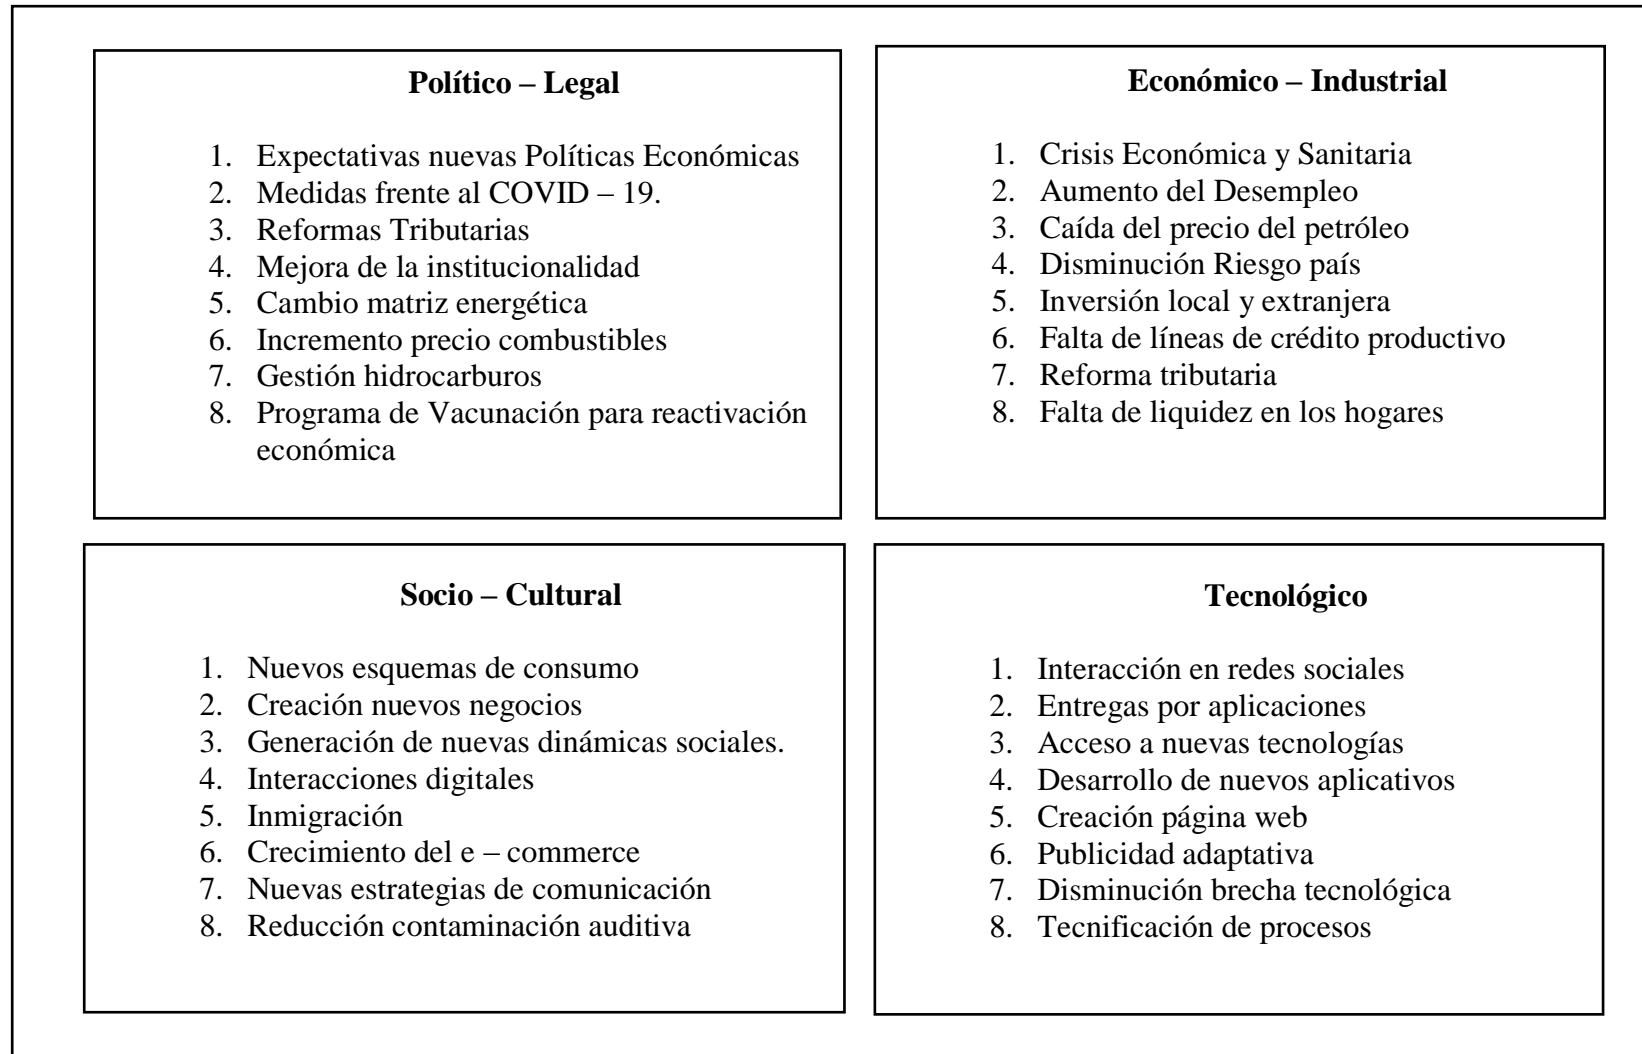 Político – Legal
1. Expectativas nuevas Políticas Económicas
2. Medidas frente al COVID – 19.
3. Reformas Tributarias
4. Mejora de la institucionalidad
5. Cambio matriz energética
6. Incremento precio combustibles
7. Gestión hidrocarburos
8. Programa de Vacunación para reactivación
económica
Económico – Industrial
1. Crisis Económica y Sanitaria
2. Aumento del Desempleo
3. Caída del precio del petróleo
4. Disminución Riesgo país
5. Inversión local y extranjera
6. Falta de líneas de crédito productivo
7. Reforma tributaria
8. Falta de liquidez en los hogares
Socio – Cultural
1. Nuevos esquemas de consumo
2. Creación nuevos negocios
3. Generación de nuevas dinámicas sociales.
4. Interacciones digitales
5. Inmigración
6. Crecimiento del e – commerce
7. Nuevas estrategias de comunicación
8. Reducción contaminación auditiva
Tecnológico
1. Interacción en redes sociales
2. Entregas por aplicaciones
3. Acceso a nuevas tecnologías
4. Desarrollo de nuevos aplicativos
5. Creación página web
6. Publicidad adaptativa
7. Disminución brecha tecnológica
8. Tecnificación de procesos